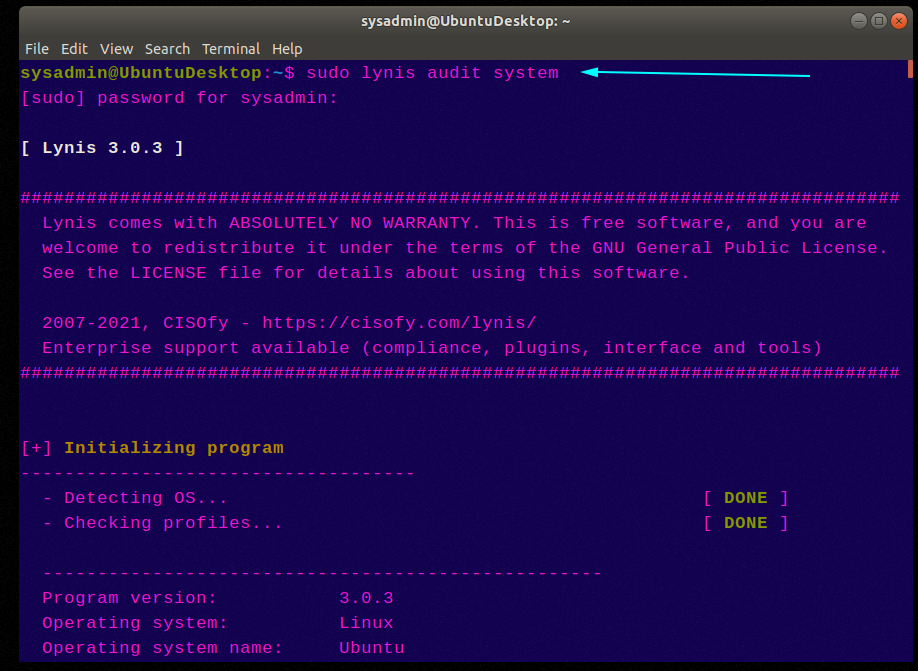 sysadmin@UbuntuDesktop: ~
File Edit View Search Terminal Help
sysadmin@UbuntuDesktop:~$ sudo lynis audit system
[sudo] password for sysadmin:
[ Lynis 3.0.3 ]
################################################################################
Lynis comes with ABSOLUTELY NO WARRANTY. This is free software, and you are
welcome to redistribute it under the terms of the GNU General Public License.
See the LICENSE file for details about using this software.
2007-2021, CISOfy - https://cisofy.com/lynis/
Enterprise support available (compliance, plugins, interface and tools)
################################################################################
[+] Initializing program
------------------------------------
- Detecting OS... [ DONE ]
- Checking profiles... [ DONE ]
---------------------------------------------------
Program version: 3.0.3
Operating system: Linux
Operating system name: Ubuntu